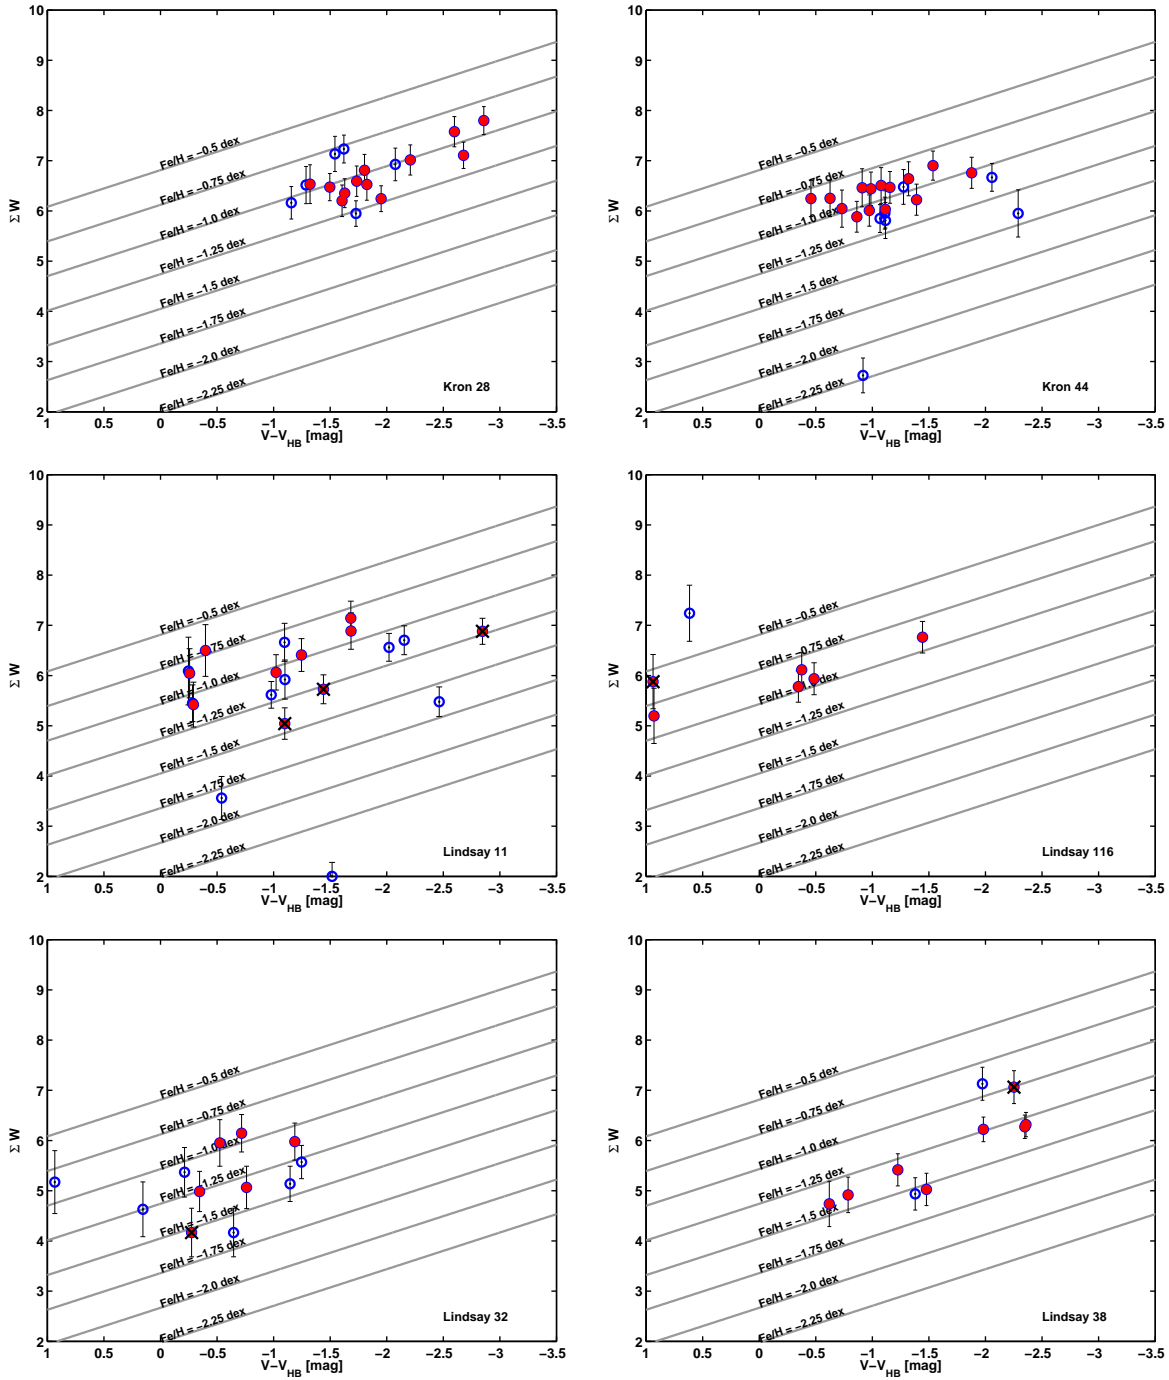 10
9
8
7
6
5
4
3
2
Σ W
Fe/H = −0.5 dex
Fe/H = −0.75 dex
Fe/H = −1.0 dex
Fe/H = −1.25 dex
Fe/H = −1.5 dex
Fe/H = −1.75 dex
Fe/H = −2.0 dex
Fe/H = −2.25 dex
Kron 28
1 0.5 0 −0.5 −1 −1.5 −2 −2.5 −3 −3.5
V−VHB [mag]
10
9
8
7
6
5
4
3
2
Σ W
Fe/H = −0.5 dex
Fe/H = −0.75 dex
Fe/H = −1.0 dex
Fe/H = −1.25 dex
Fe/H = −1.5 dex
Fe/H = −1.75 dex
Fe/H = −2.0 dex
Fe/H = −2.25 dex
Kron 44
1 0.5 0 −0.5 −1 −1.5 −2 −2.5 −3 −3.5
V−VHB [mag]
10
9
8
7
6
5
4
3
2
Σ W
Fe/H = −0.5 dex
Fe/H = −0.75 dex
Fe/H = −1.0 dex
Fe/H = −1.25 dex
Fe/H = −1.5 dex
Fe/H = −1.75 dex
Fe/H = −2.0 dex
Fe/H = −2.25 dex
Lindsay 11
1 0.5 0 −0.5 −1 −1.5 −2 −2.5 −3 −3.5
V−VHB [mag]
10
9
8
7
6
5
4
3
2
Σ W
Fe/H = −0.5 dex
Fe/H = −0.75 dex
Fe/H = −1.0 dex
Fe/H = −1.25 dex
Fe/H = −1.5 dex
Fe/H = −1.75 dex
Fe/H = −2.0 dex
Fe/H = −2.25 dex
Lindsay 116
1 0.5 0 −0.5 −1 −1.5 −2 −2.5 −3 −3.5
V−VHB [mag]
10
9
8
7
6
5
4
3
2
Σ W
Fe/H = −0.5 dex
Fe/H = −0.75 dex
Fe/H = −1.0 dex
Fe/H = −1.25 dex
Fe/H = −1.5 dex
Fe/H = −1.75 dex
Fe/H = −2.0 dex
Fe/H = −2.25 dex
Lindsay 32
1 0.5 0 −0.5 −1 −1.5 −2 −2.5 −3 −3.5
V−VHB [mag]
10
9
8
7
6
5
4
3
2
Σ W
Fe/H = −0.5 dex
Fe/H = −0.75 dex
Fe/H = −1.0 dex
Fe/H = −1.25 dex
Fe/H = −1.5 dex
Fe/H = −1.75 dex
Fe/H = −2.0 dex
Fe/H = −2.25 dex
Lindsay 38
1 0.5 0 −0.5 −1 −1.5 −2 −2.5 −3 −3.5
V−VHB [mag]